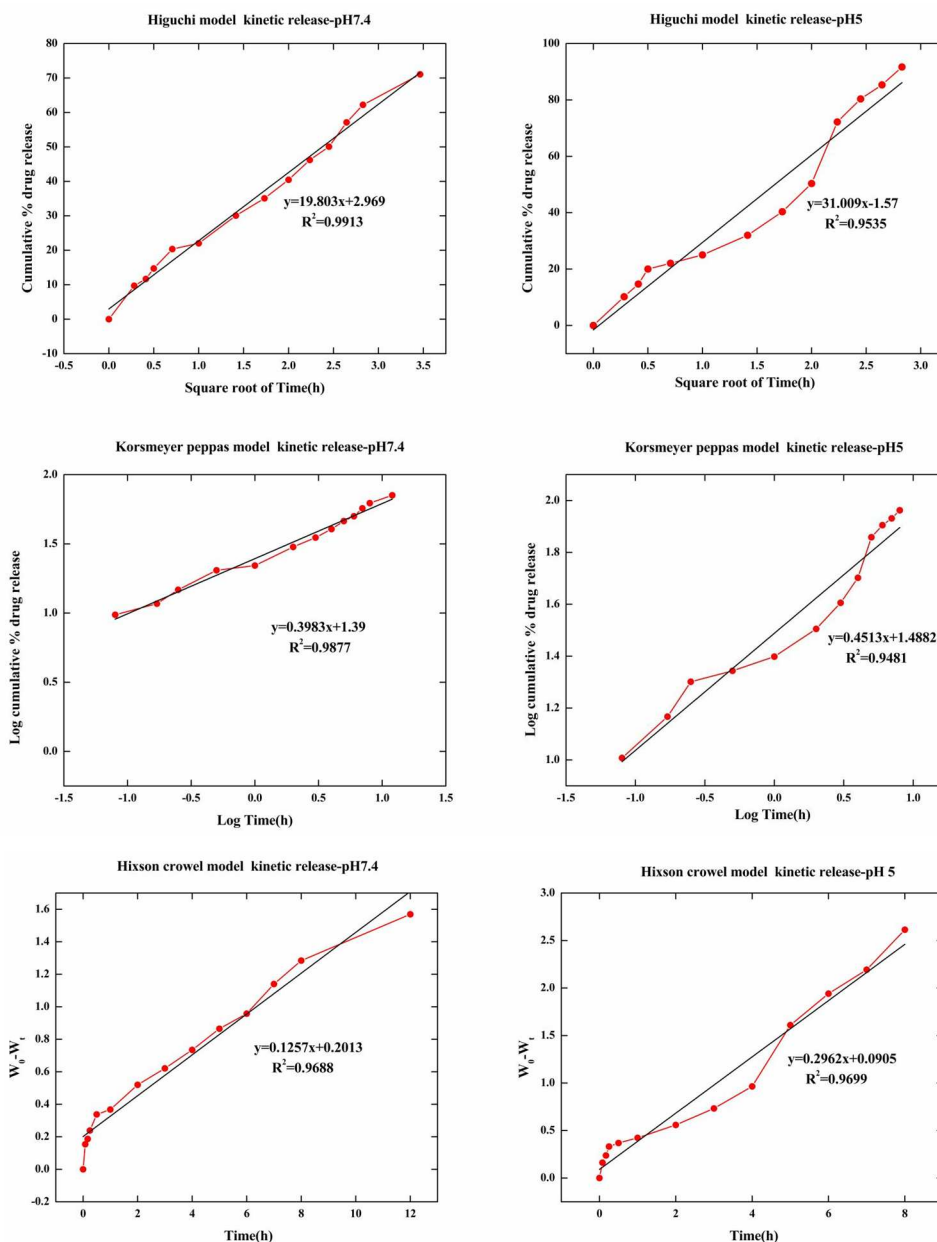 Higuchi model kinetic release-pH7.4
Cumulative % drug release
80
70
60
50
40
30
20
10
0
-10
y=19.803x+2.969
R²=0.9913
-0.5 0.0 0.5 1.0 1.5 2.0 2.5 3.0 3.5
Square root of Time(h)
Higuchi model kinetic release-pH5
Cumulative % drug release
100
80
60
40
20
0
y=31.009x-1.57
R²=0.9535
0.0 0.5 1.0 1.5 2.0 2.5 3.0
Square root of Time(h)
Korsmeyer peppas model kinetic release-pH7.4
Log cumulative % drug release
2.0
1.5
1.0
0.5
0.0
y=0.3983x+1.39
R²=0.9877
-1.5 -1.0 -0.5 0.0 0.5 1.0 1.5
Log Time(h)
Korsmeyer peppas model kinetic release-pH5
Log cumulative % drug release
2.0
1.8
1.6
1.4
1.2
1.0
y=0.4513x+1.4882
R²=0.9481
-1.5 -1.0 -0.5 0.0 0.5 1.0
Log Time(h)
Hixson crowel model kinetic release-pH7.4
W₀-Wₜ
1.6
1.4
1.2
1.0
0.8
0.6
0.4
0.2
0.0
-0.2
y=0.1257x+0.2013
R²=0.9688
0 2 4 6 8 10 12
Time(h)
Hixson crowel model kinetic release-pH 5
W₀-Wₜ
3.0
2.5
2.0
1.5
1.0
0.5
0.0
y=0.2962x+0.0905
R²=0.9699
0 2 4 6 8
Time(h)